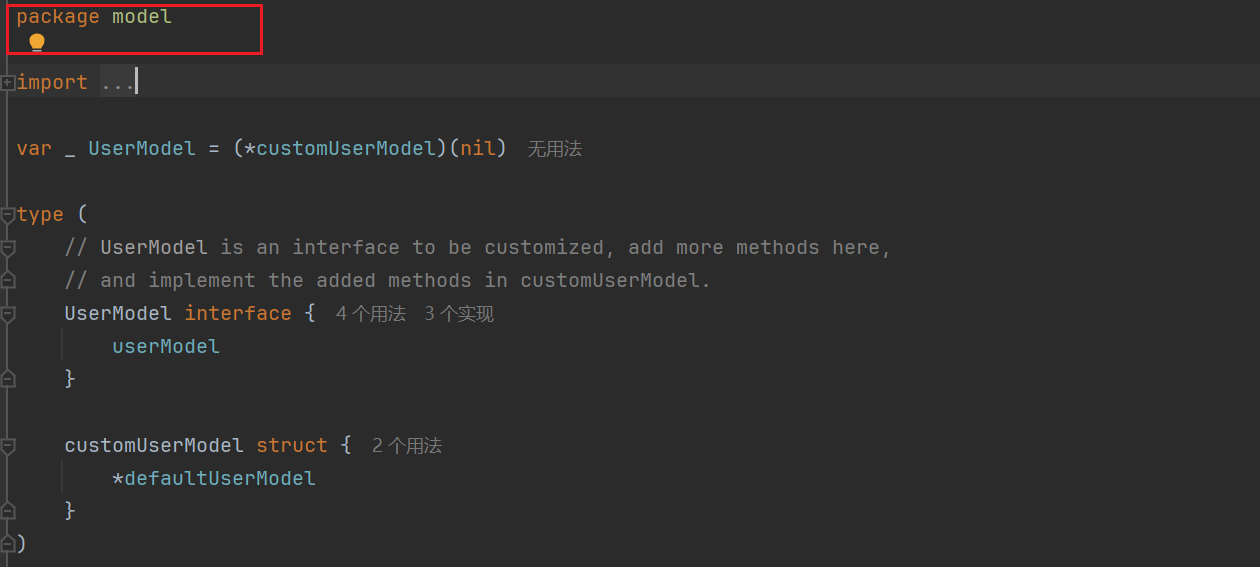 package model
import ...
var _ UserModel = (*customUserModel)(nil) 无用法
type (
// UserModel is an interface to be customized, add more methods here,
// and implement the added methods in customUserModel.
UserModel interface { 4 个用法 3 个实现
userModel
}
customUserModel struct { 2 个用法
*defaultUserModel
}
)